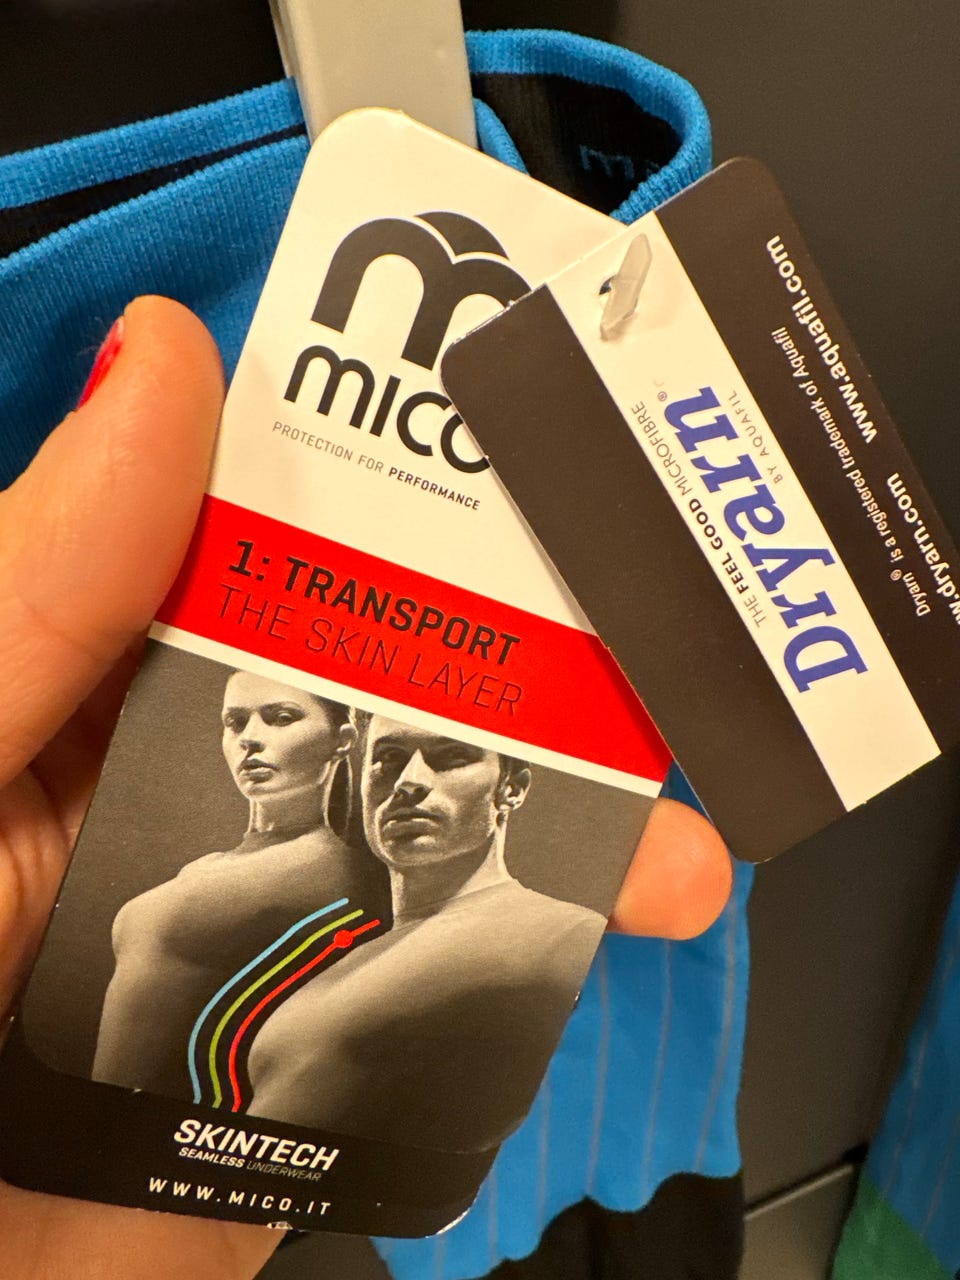 mico
PROTECTION FOR PERFORMANCE
1: TRANSPORT
THE SKIN LAYER
SKINTECH
SEAMLESS UNDERWEAR
WWW.MICO.IT
THE FEEL GOOD MICROFIBRE
Dryarn®
BY AQUAFIL
Dryarn® is a registered trademark of Aquafil
w.dryarn.com www.aquafil.com